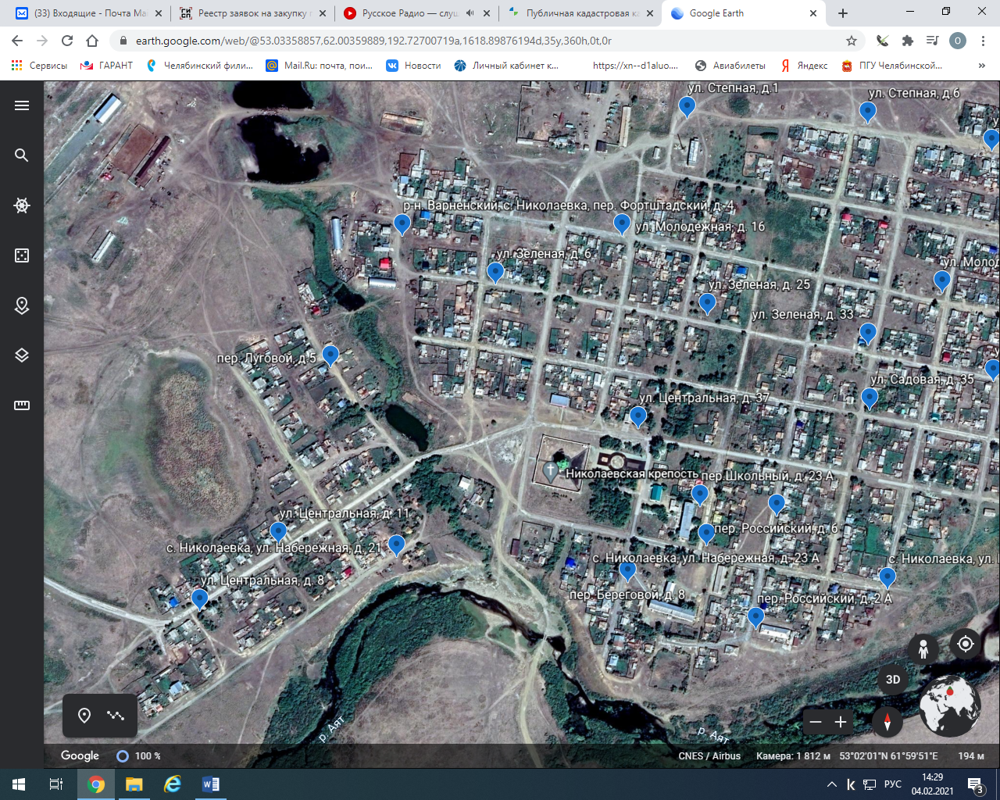 (33) Входящие - Почта Ма
Реестр заявок на закупку
Русское Радио — слуш
Публичная кадастровая ка
Google Earth
earth.google.com/web/@53.03358857,62.00359889,192.72700719a,1618.89876194d,35y,360h,0t,0r
О
Сервисы
ГАРАНТ
Челябинский фили...
Mail.Ru: почта, пои...
Новости
Личный кабинет к...
https://xn--d1aluo....
Авиабилеты
Яндекс
ПГУ Челябинской...
»
ул. Степная, д.1
ул. Степная, д.6
р-н. Варненский, с. Николаевка, пер. Фортштадский, д. 4
ул. Молодежная, д. 16
ул. Зеленая, д. 6
ул. Молод
ул. Зеленая, д. 25
ул. Зеленая, д. 33
пер. Луговой, д.5
ул. Садовая, д. 35
ул. Центральная, д. 37
Николаевская крепость
пер.Школьный, д. 23 А
ул. Центральная, д. 11
пер. Российский, д. 6
с. Николаевка, ул. Набережная, д. 21
с. Николаевка, ул. Набережная, д. 23 А
с. Николаевка, ул.
ул. Центральная, д. 8
пер. Береговой, д. 8
пер. Российский, д. 2 А
3D
р. Аят
р. Аят
Google
100 %
CNES / Airbus
Камера: 1 812 м
53°02'01"N 61°59'51"E
194 м
РУС
14:29
04.02.2021
3